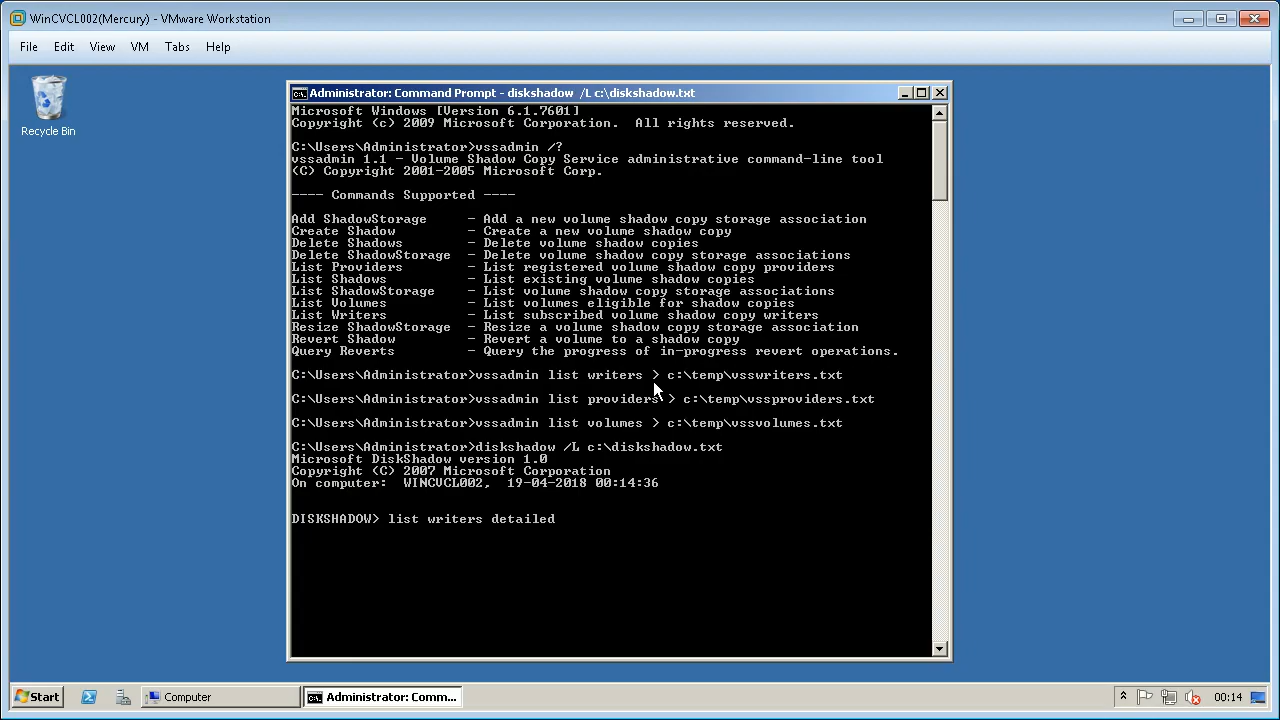 WinCVCL002(Mercury) - VMware Workstation
File Edit View VM Tabs Help
Recycle Bin
Administrator: Command Prompt - diskshadow /L c:\diskshadow.txt
Microsoft Windows [Version 6.1.7601]
Copyright (c) 2009 Microsoft Corporation.  All rights reserved.
C:\Users\Administrator>vssadmin /?
vssadmin 1.1 - Volume Shadow Copy Service administrative command-line tool
(C) Copyright 2001-2005 Microsoft Corp.
---- Commands Supported ----
Add ShadowStorage     - Add a new volume shadow copy storage association
Create Shadow         - Create a new volume shadow copy
Delete Shadows        - Delete volume shadow copies
Delete ShadowStorage  - Delete volume shadow copy storage associations
List Providers        - List registered volume shadow copy providers
List Shadows          - List existing volume shadow copies
List ShadowStorage    - List volume shadow copy storage associations
List Volumes          - List volumes eligible for shadow copies
List Writers          - List subscribed volume shadow copy writers
Resize ShadowStorage  - Resize a volume shadow copy storage association
Revert Shadow         - Revert a volume to a shadow copy
Query Reverts         - Query the progress of in-progress revert operations.
C:\Users\Administrator>vssadmin list writers > c:\temp\vsswriters.txt
C:\Users\Administrator>vssadmin list providers > c:\temp\vssproviders.txt
C:\Users\Administrator>vssadmin list volumes > c:\temp\vssvolumes.txt
C:\Users\Administrator>diskshadow /L c:\diskshadow.txt
Microsoft DiskShadow version 1.0
Copyright (C) 2007 Microsoft Corporation
On computer:  WINCVCL002,  19-04-2018 00:14:36
DISKSHADOW> list writers detailed
Start Computer Administrator: Comm... 00:14